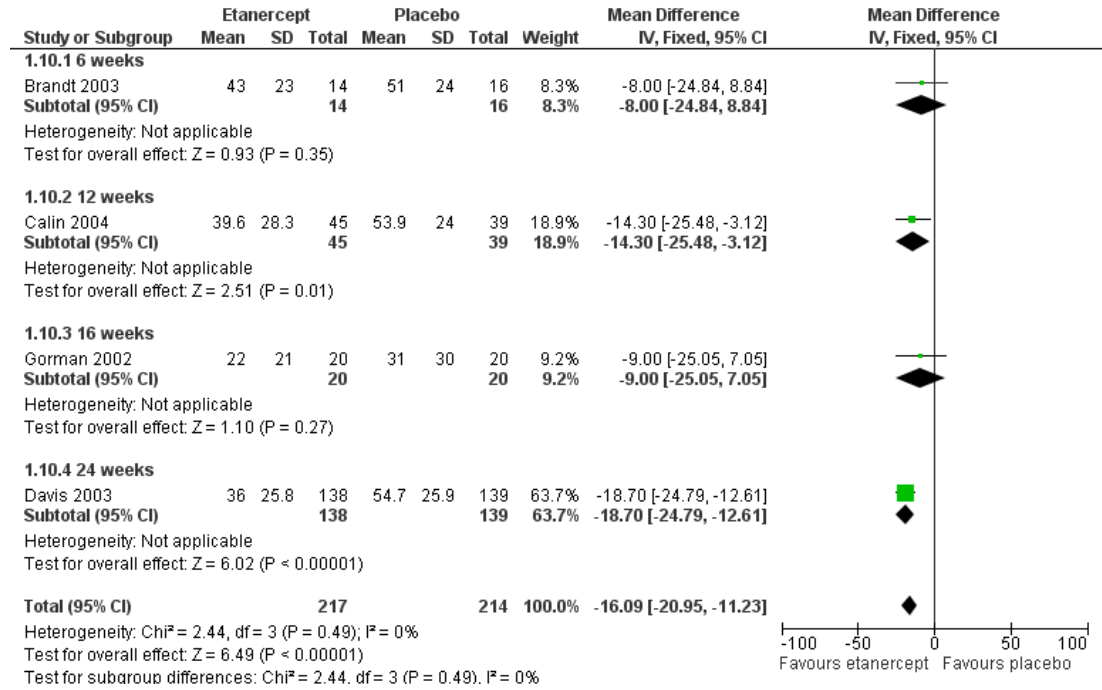 Etanercept Placebo Mean Difference Mean Difference
Study or Subgroup Mean SD Total Mean SD Total Weight IV, Fixed, 95% CI IV, Fixed, 95% CI
1.10.1 6 weeks
Brandt 2003 43 23 14 51 24 16 8.3% -8.00 [-24.84, 8.84]
Subtotal (95% CI) 14 16 8.3% -8.00 [-24.84, 8.84]
Heterogeneity: Not applicable
Test for overall effect: Z = 0.93 (P = 0.35)
1.10.2 12 weeks
Calin 2004 39.6 28.3 45 53.9 24 39 18.9% -14.30 [-25.48, -3.12]
Subtotal (95% CI) 45 39 18.9% -14.30 [-25.48, -3.12]
Heterogeneity: Not applicable
Test for overall effect: Z = 2.51 (P = 0.01)
1.10.3 16 weeks
Gorman 2002 22 21 20 31 30 20 9.2% -9.00 [-25.05, 7.05]
Subtotal (95% CI) 20 20 9.2% -9.00 [-25.05, 7.05]
Heterogeneity: Not applicable
Test for overall effect: Z = 1.10 (P = 0.27)
1.10.4 24 weeks
Davis 2003 36 25.8 138 54.7 25.9 139 63.7% -18.70 [-24.79, -12.61]
Subtotal (95% CI) 138 139 63.7% -18.70 [-24.79, -12.61]
Heterogeneity: Not applicable
Test for overall effect: Z = 6.02 (P < 0.00001)
Total (95% CI) 217 214 100.0% -16.09 [-20.95, -11.23]
Heterogeneity: Chi² = 2.44, df = 3 (P = 0.49); I² = 0%
Test for overall effect: Z = 6.49 (P < 0.00001)
Test for subgroup differences: Chi² = 2.44, df = 3 (P = 0.49), I² = 0%
-100 -50 0 50 100
Favours etanercept Favours placebo